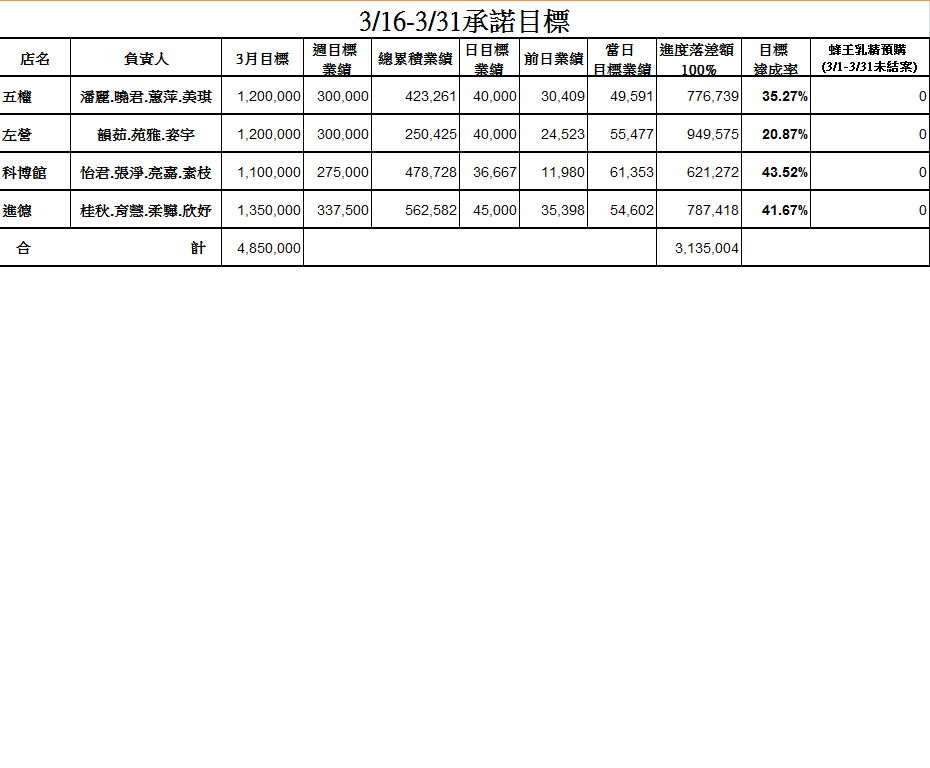 3/16-3/31承諾目標
店名 負責人 3月目標 週目標業績 總累積業績 日目標業績 前日業績 當日目標業績 進度落差額100% 目標達成率 蜂王乳精預購(3/1-3/31未結案)
五權 潘麗.曉君.蕙萍.美琪 1,200,000 300,000 423,261 40,000 30,409 49,591 776,739 35.27% 0
左營 韻茹.苑雅.姿宇 1,200,000 300,000 250,425 40,000 24,523 55,477 949,575 20.87% 0
科博館 怡君.張淨.亮嘉.素枝 1,100,000 275,000 478,728 36,667 11,980 61,353 621,272 43.52% 0
進德 桂秋.育慧.柔驊.欣妤 1,350,000 337,500 562,582 45,000 35,398 54,602 787,418 41.67% 0
合計 4,850,000 3,135,004